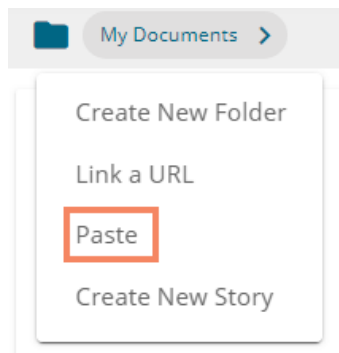 My Documents
Create New Folder
Link a URL
Paste
Create New Story